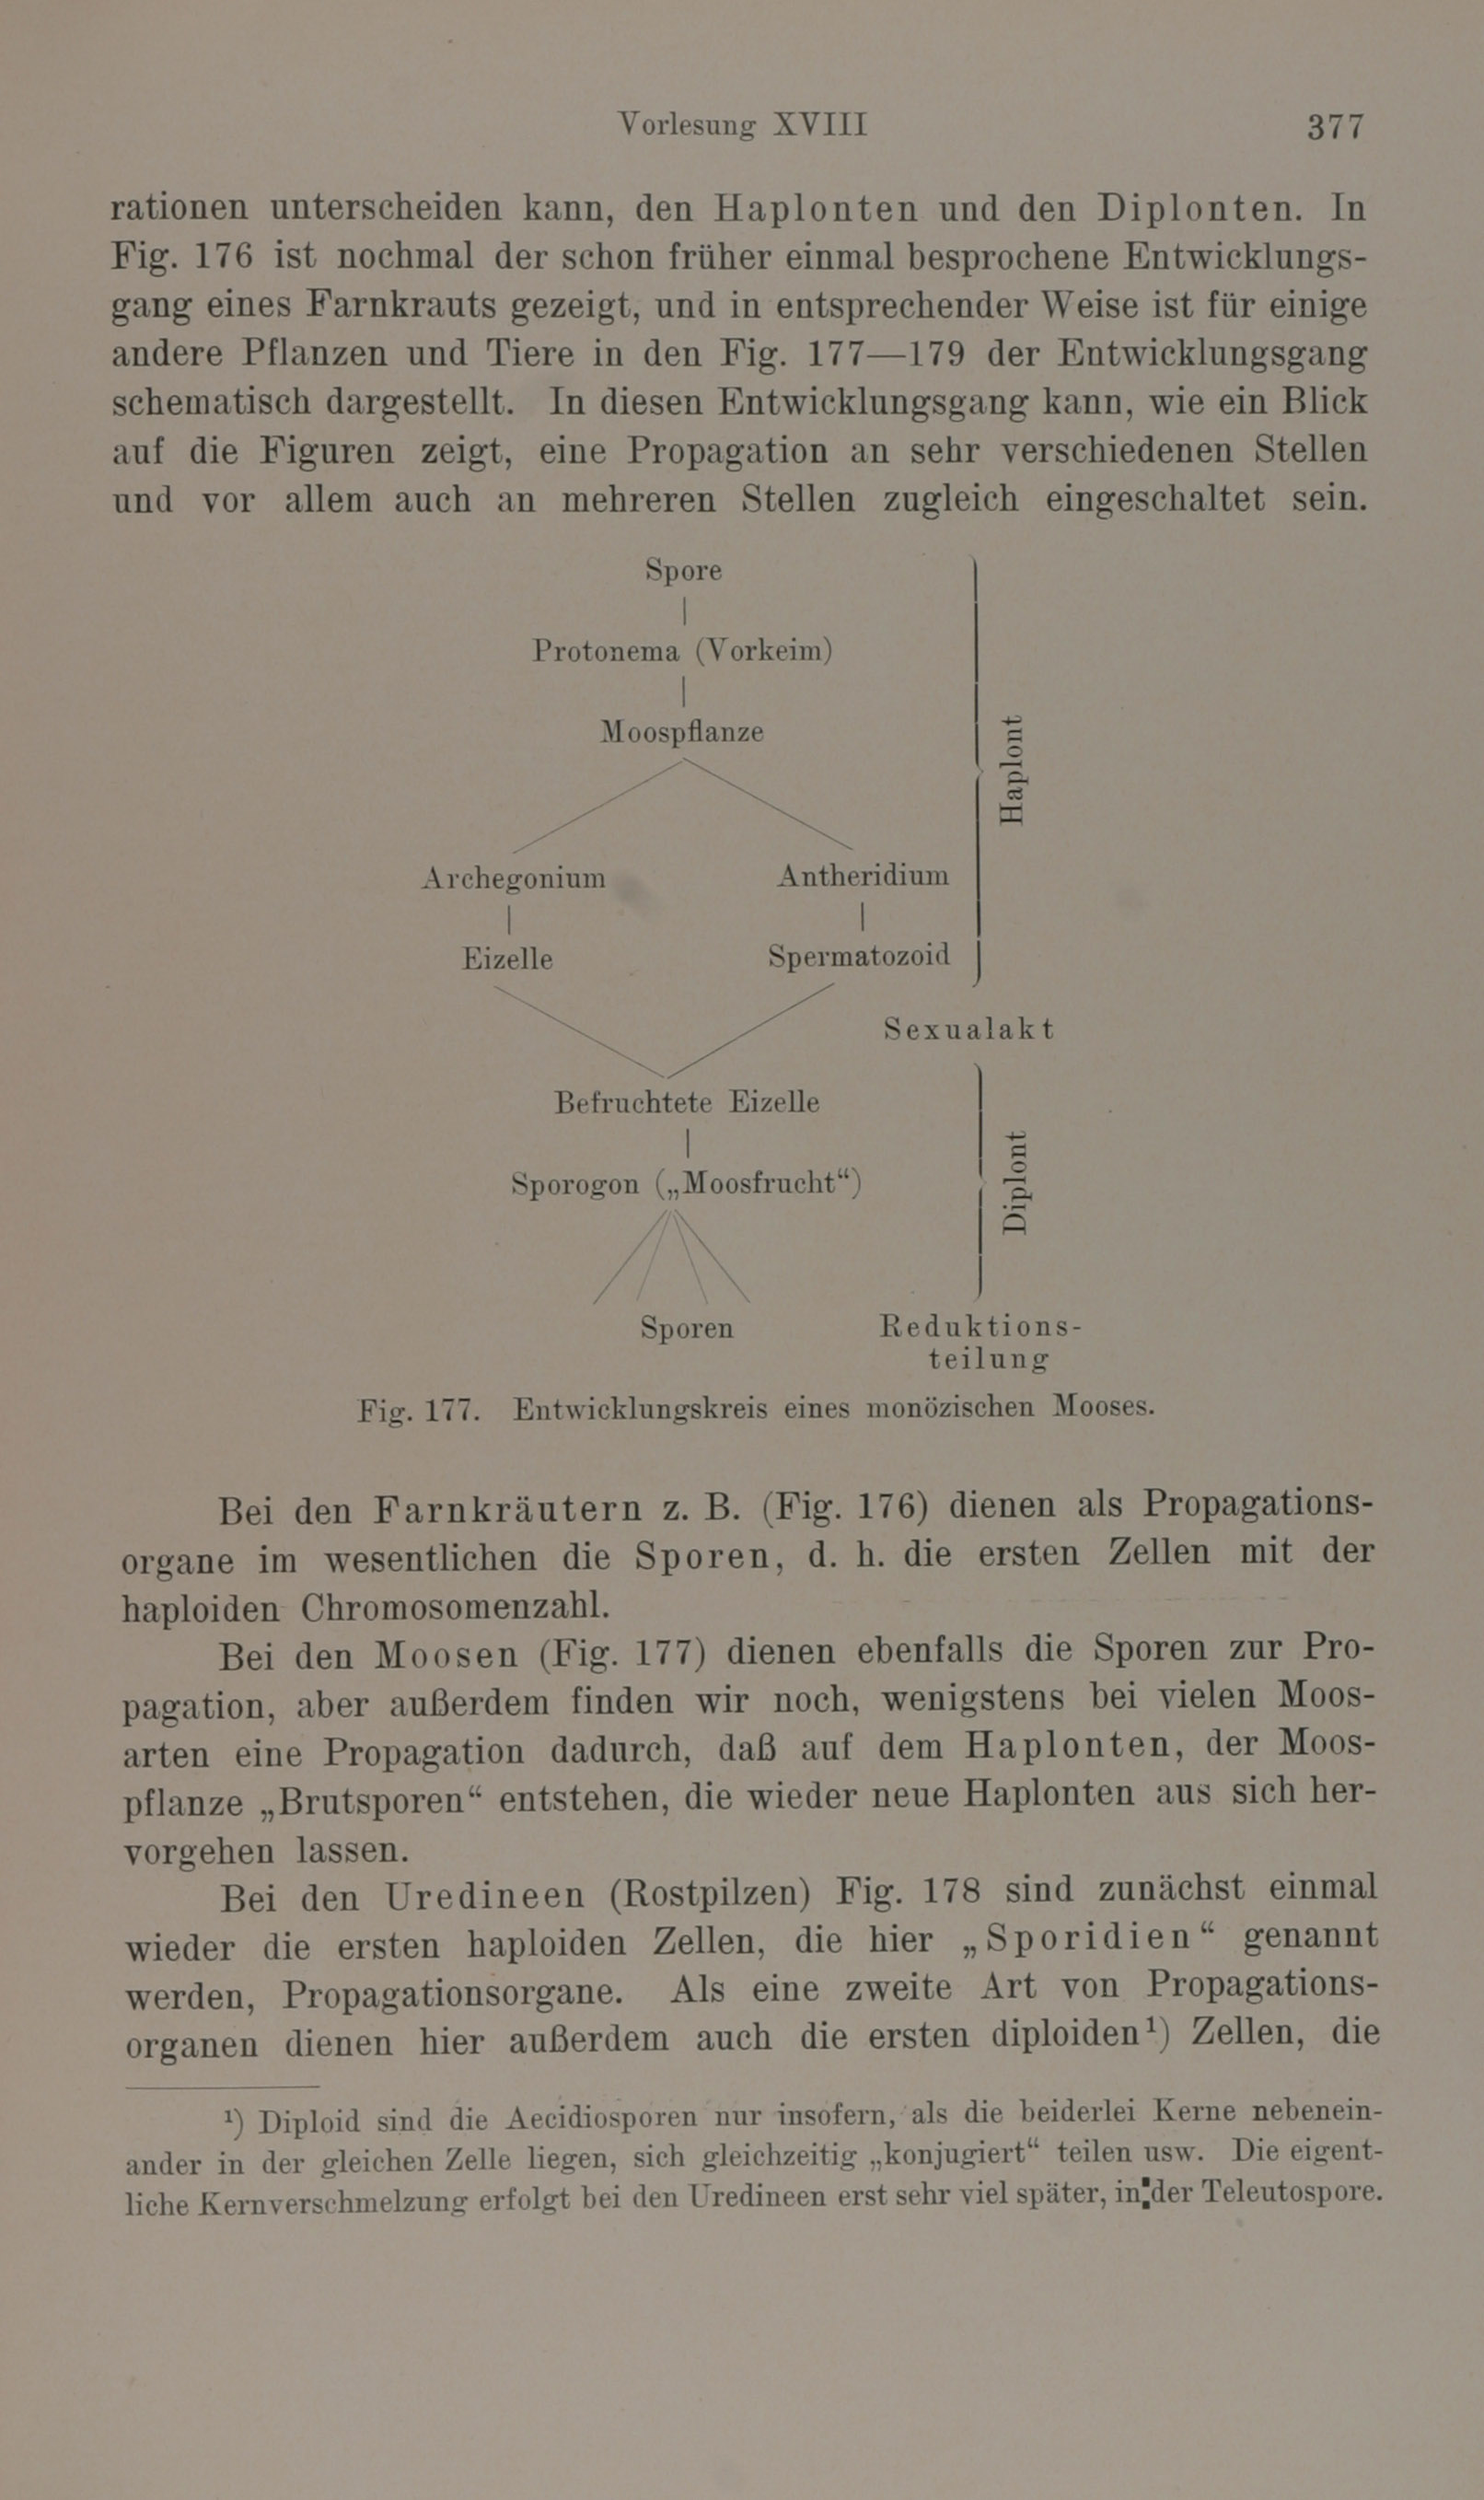 Vorlesung XVIII 377
rationen unterscheiden kann, den Haplonten und den Diplonten. In
Fig. 176 ist nochmal der schon früher einmal besprochene Entwicklungs-
gang eines Farnkrauts gezeigt, und in entsprechender Weise ist für einige
andere Pflanzen und Tiere in den Fig. 177—179 der Entwicklungsgang
schematisch dargestellt. In diesen Entwicklungsgang kann, wie ein Blick
auf die Figuren zeigt, eine Propagation an sehr verschiedenen Stellen
und vor allem auch an mehreren Stellen zugleich eingeschaltet sein.
Spore
Protonema (Vorkeim)
Moospflanze
Haplont
Archegonium Antheridium
Eizelle Spermatozoid
Sexualakt
Befruchtete Eizelle
Sporogon („Moosfrucht“)
Diplont
Sporen Reduktions-
teilung
Fig. 177. Entwicklungskreis eines monözischen Mooses.
Bei den Farnkräutern z. B. (Fig. 176) dienen als Propagations-
organe im wesentlichen die Sporen, d. h. die ersten Zellen mit der
haploiden Chromosomenzahl.
Bei den Moosen (Fig. 177) dienen ebenfalls die Sporen zur Pro-
pagation, aber außerdem finden wir noch, wenigstens bei vielen Moos-
arten eine Propagation dadurch, daß auf dem Haplonten, der Moos-
pflanze „Brutsporen“ entstehen, die wieder neue Haplonten aus sich her-
vorgehen lassen.
Bei den Uredineen (Rostpilzen) Fig. 178 sind zunächst einmal
wieder die ersten haploiden Zellen, die hier „Sporidien“ genannt
werden, Propagationsorgane. Als eine zweite Art von Propagations-
organen dienen hier außerdem auch die ersten diploiden¹) Zellen, die
¹) Diploid sind die Aecidiosporen nur insofern, als die beiderlei Kerne nebenein-
ander in der gleichen Zelle liegen, sich gleichzeitig „konjugiert“ teilen usw. Die eigent-
liche Kernverschmelzung erfolgt bei den Uredineen erst sehr viel später, in der Teleutospore.